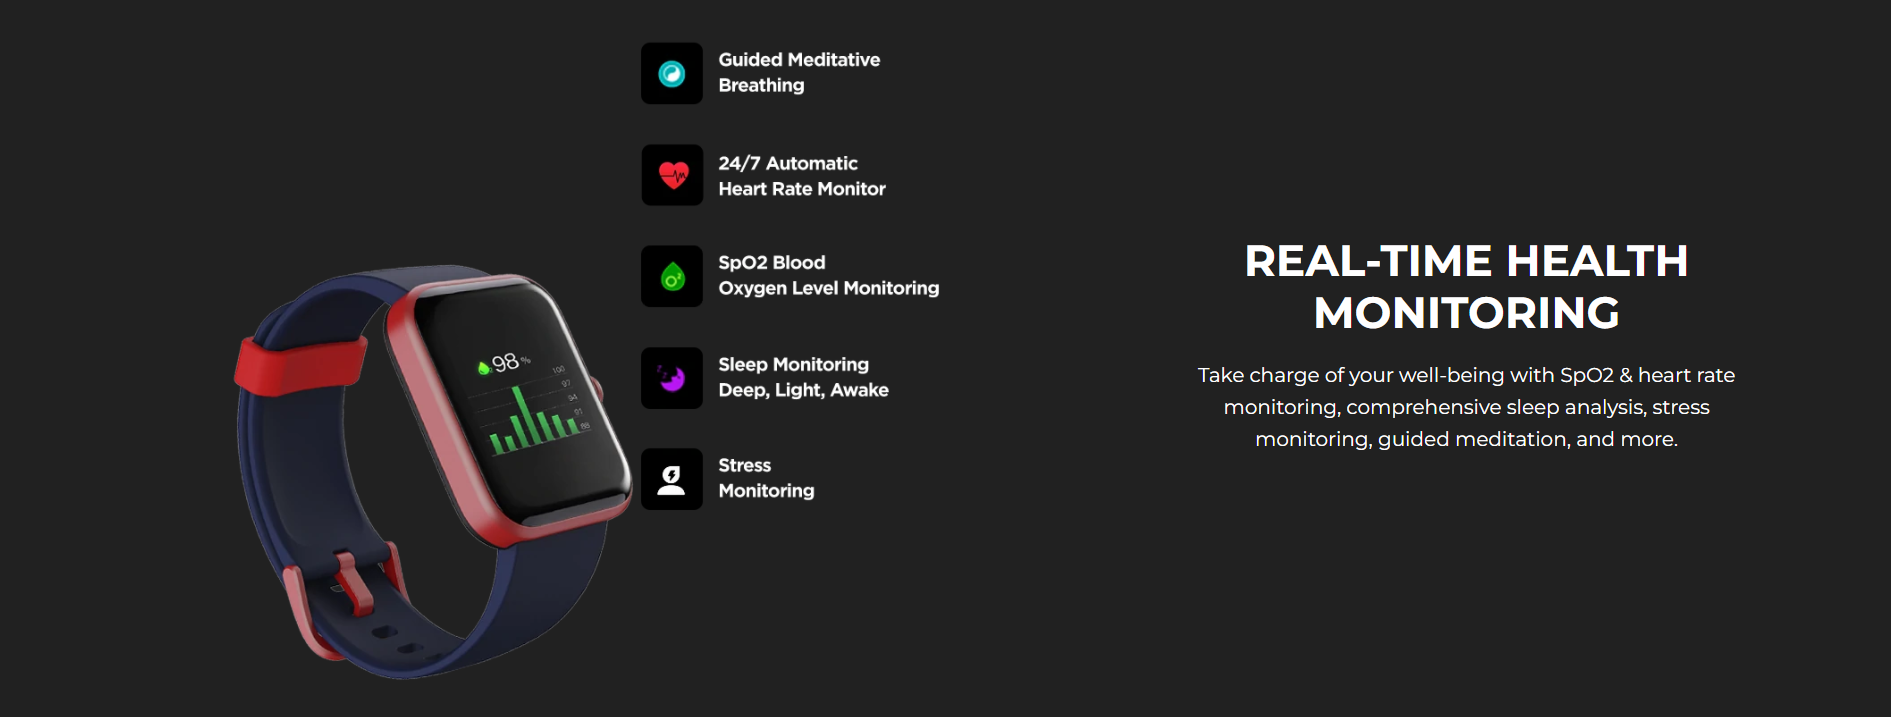 Guided Meditative
Breathing
24/7 Automatic
Heart Rate Monitor
SpO2 Blood
Oxygen Level Monitoring
Sleep Monitoring
Deep, Light, Awake
Stress
Monitoring
98%
100
97
94
91
88
REAL-TIME HEALTH
MONITORING
Take charge of your well-being with SpO2 & heart rate
monitoring, comprehensive sleep analysis, stress
monitoring, guided meditation, and more.